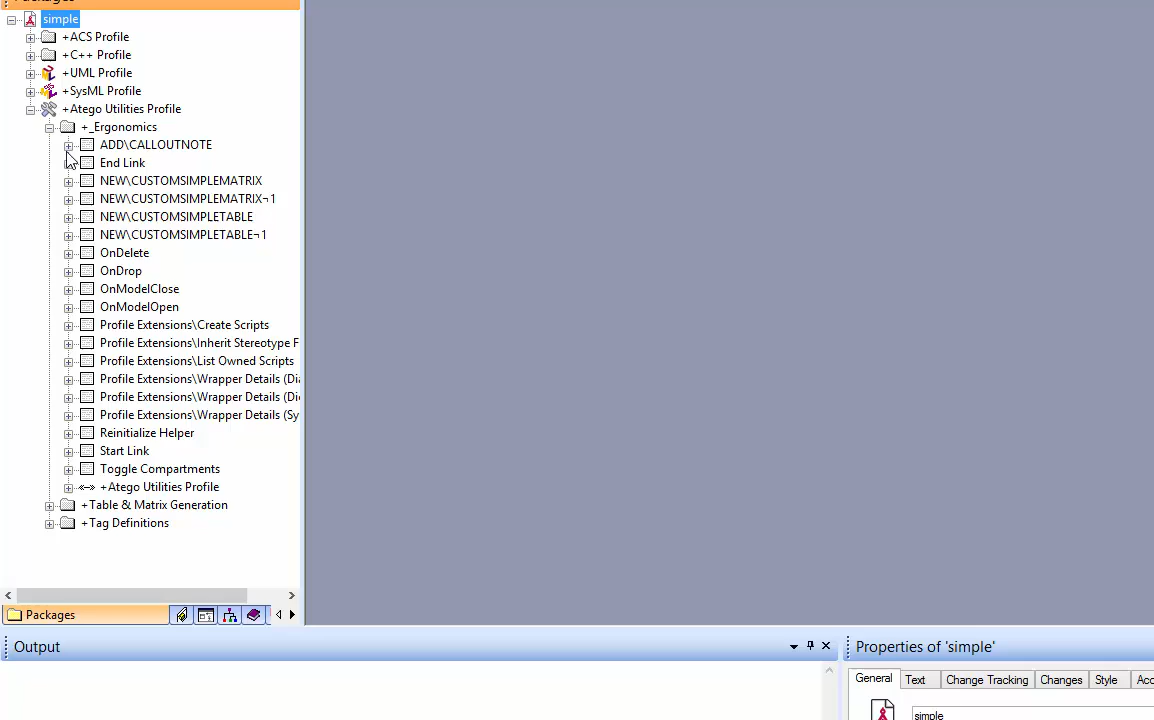 Packages
simple
+ACS Profile
+C++ Profile
+UML Profile
+SysML Profile
+Atego Utilities Profile
+_Ergonomics
ADD\CALLOUTNOTE
End Link
NEW\CUSTOMSIMPLEMATRIX
NEW\CUSTOMSIMPLEMATRIX¬1
NEW\CUSTOMSIMPLETABLE
NEW\CUSTOMSIMPLETABLE¬1
OnDelete
OnDrop
OnModelClose
OnModelOpen
Profile Extensions\Create Scripts
Profile Extensions\Inherit Stereotype F
Profile Extensions\List Owned Scripts
Profile Extensions\Wrapper Details (Dia
Profile Extensions\Wrapper Details (Di
Profile Extensions\Wrapper Details (Sy
Reinitialize Helper
Start Link
Toggle Compartments
+Atego Utilities Profile
+Table & Matrix Generation
+Tag Definitions
Packages
Output
Properties of 'simple'
General Text Change Tracking Changes Style Acc
simple